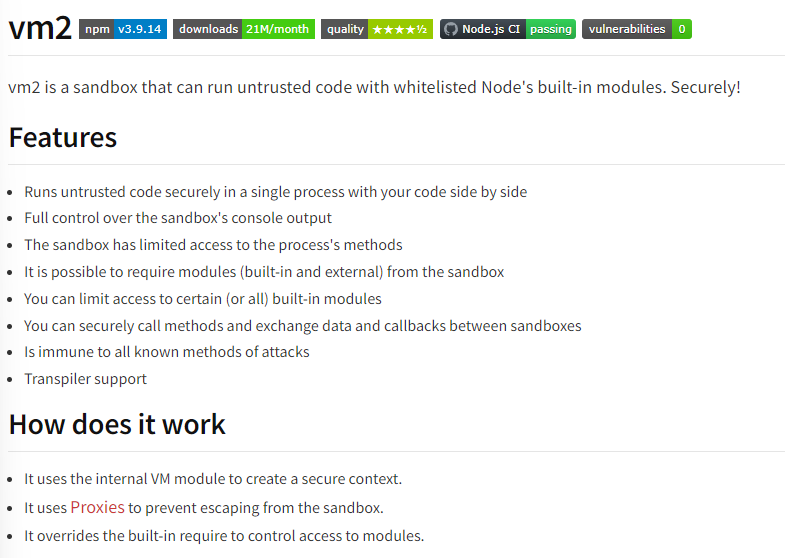 vm2 npm v3.9.14 downloads 21M/month quality ★★★★½ Node.js CI passing vulnerabilities 0
vm2 is a sandbox that can run untrusted code with whitelisted Node's built-in modules. Securely!
Features
• Runs untrusted code securely in a single process with your code side by side
• Full control over the sandbox's console output
• The sandbox has limited access to the process's methods
• It is possible to require modules (built-in and external) from the sandbox
• You can limit access to certain (or all) built-in modules
• You can securely call methods and exchange data and callbacks between sandboxes
• Is immune to all known methods of attacks
• Transpiler support
How does it work
• It uses the internal VM module to create a secure context.
• It uses Proxies to prevent escaping from the sandbox.
• It overrides the built-in require to control access to modules.